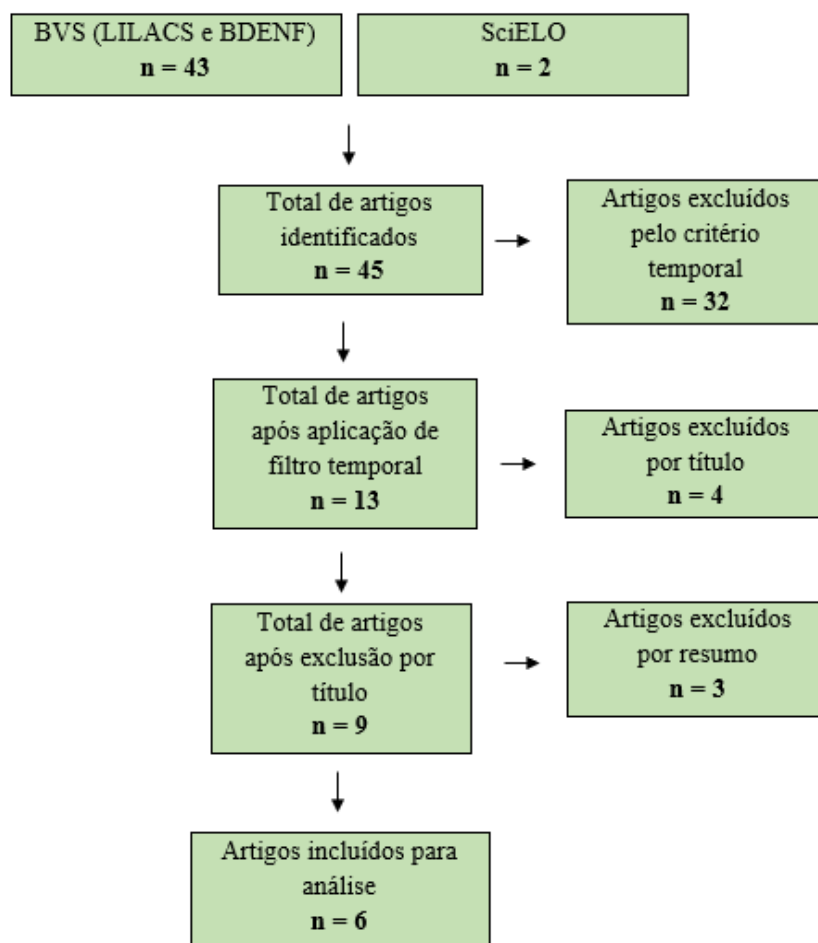 BVS (LILACS e BDENF)
n = 43
SciELO
n = 2
Total de artigos
identificados
n = 45
Artigos excluídos
pelo critério
temporal
n = 32
Total de artigos
após aplicação de
filtro temporal
n = 13
Artigos excluídos
por título
n = 4
Total de artigos
após exclusão por
título
n = 9
Artigos excluídos
por resumo
n = 3
Artigos incluídos para
análise
n = 6